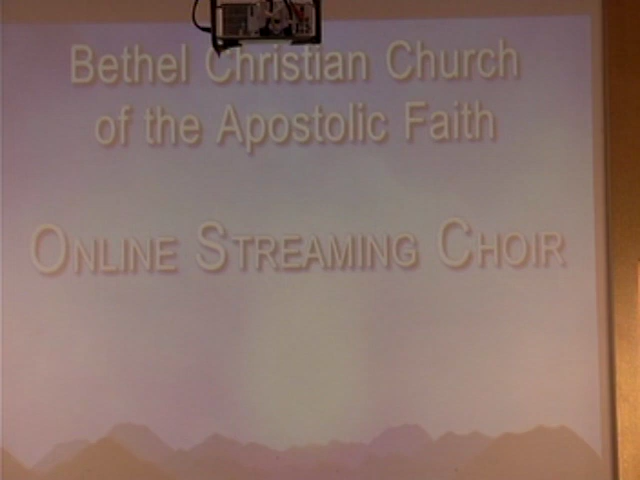 Bethel Christian Church
of the Apostolic Faith
ONLINE STREAMING CHOIR